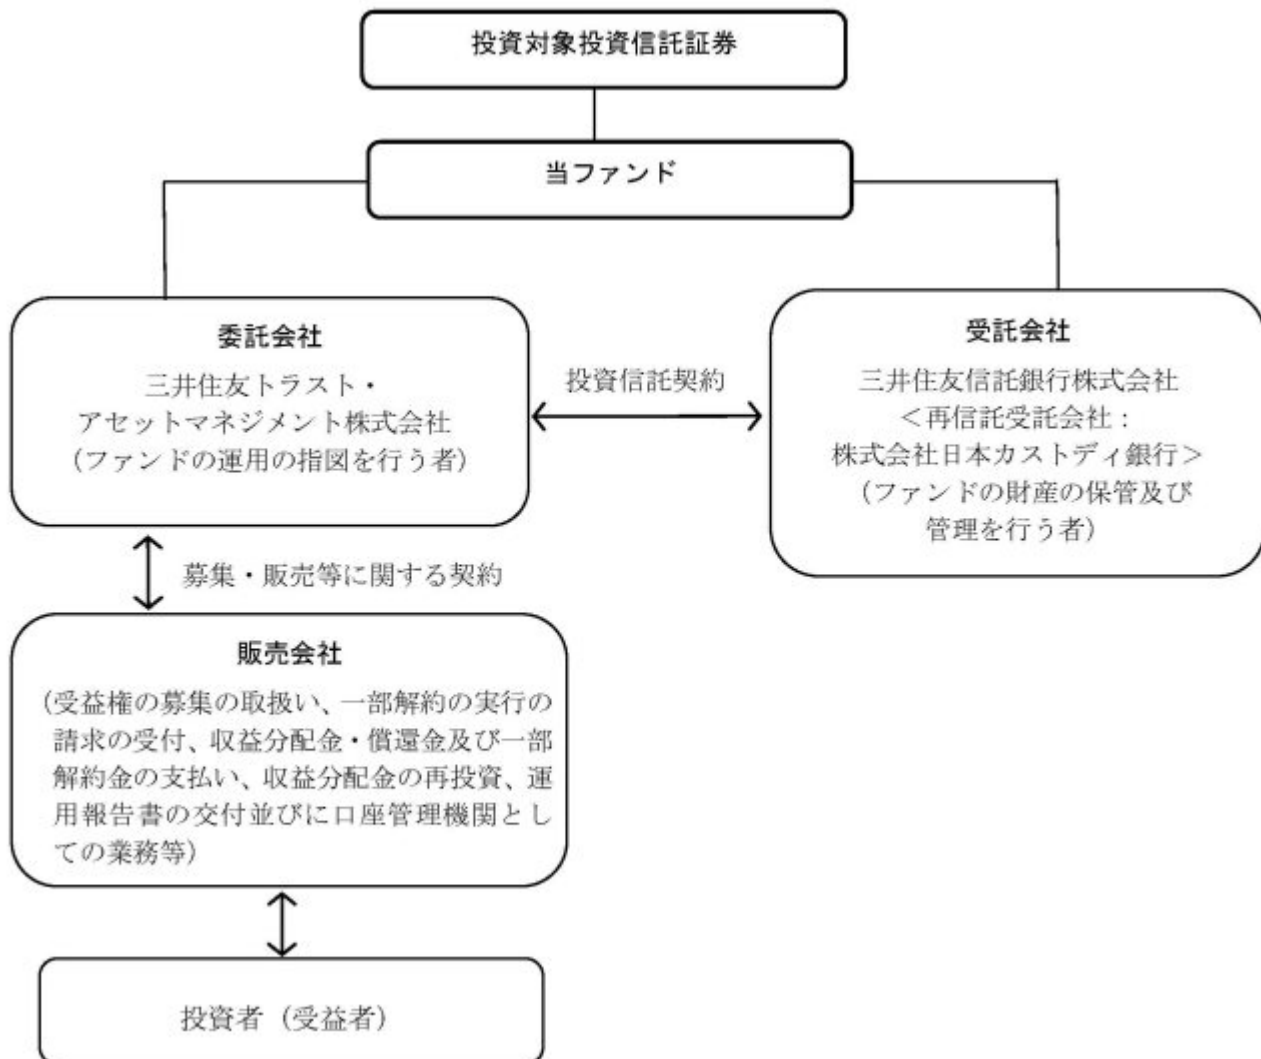 投資対象投資信託証券
当ファンド
委託会社
三井住友トラスト・
アセットマネジメント株式会社
（ファンドの運用の指図を行う者）
投資信託契約
受託会社
三井住友信託銀行株式会社
＜再信託受託会社：
株式会社日本カストディ銀行＞
（ファンドの財産の保管及び
管理を行う者）
募集・販売等に関する契約
販売会社
（受益権の募集の取扱い、一部解約の実行の
請求の受付、収益分配金・償還金及び一部
解約金の支払い、収益分配金の再投資、運
用報告書の交付並びに口座管理機関とし
ての業務等）
投資者（受益者）